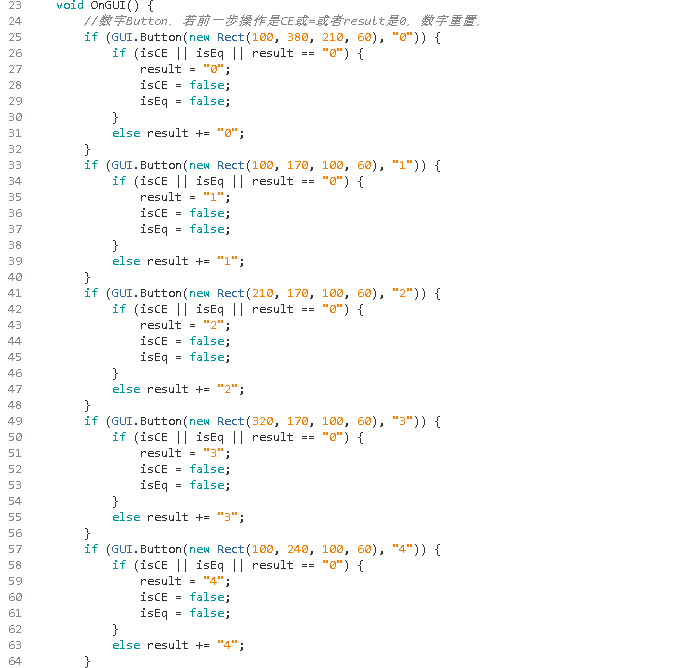 23 void OnGUI() {
24 //数字Button, 若前一步操作是CE或=或者result是0, 数字重置,
25 if (GUI.Button(new Rect(100, 380, 210, 60), "0")) {
26 if (isCE || isEq || result == "0") {
27 result = "0";
28 isCE = false;
29 isEq = false;
30 }
31 else result += "0";
32 }
33 if (GUI.Button(new Rect(100, 170, 100, 60), "1")) {
34 if (isCE || isEq || result == "0") {
35 result = "1";
36 isCE = false;
37 isEq = false;
38 }
39 else result += "1";
40 }
41 if (GUI.Button(new Rect(210, 170, 100, 60), "2")) {
42 if (isCE || isEq || result == "0") {
43 result = "2";
44 isCE = false;
45 isEq = false;
46 }
47 else result += "2";
48 }
49 if (GUI.Button(new Rect(320, 170, 100, 60), "3")) {
50 if (isCE || isEq || result == "0") {
51 result = "3";
52 isCE = false;
53 isEq = false;
54 }
55 else result += "3";
56 }
57 if (GUI.Button(new Rect(100, 240, 100, 60), "4")) {
58 if (isCE || isEq || result == "0") {
59 result = "4";
60 isCE = false;
61 isEq = false;
62 }
63 else result += "4";
64 }